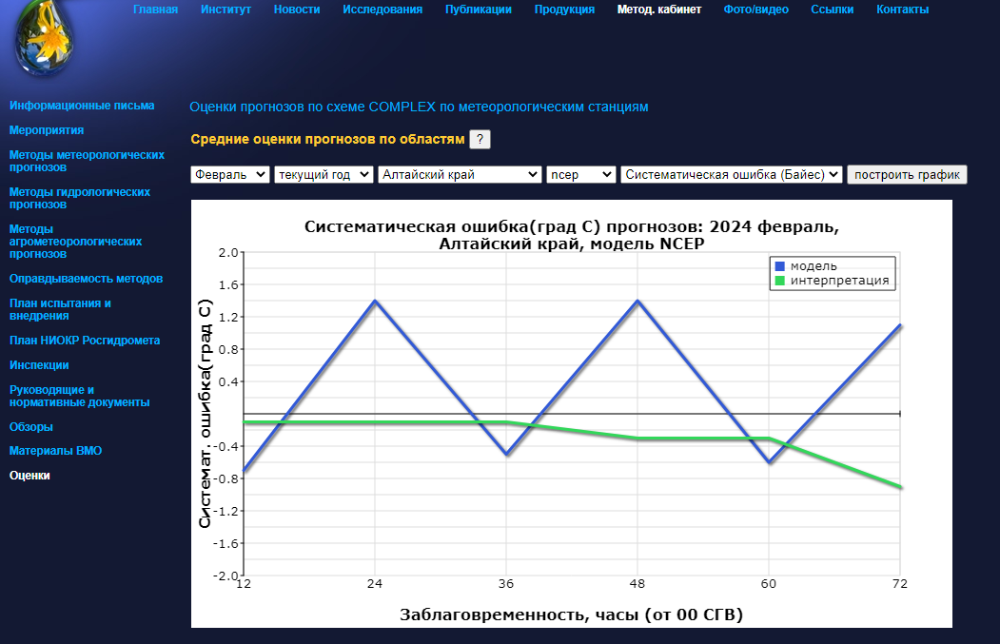 Главная Институт Новости Исследования Публикации Продукция Метод. кабинет Фото/видео Ссылки Контакты
Информационные письма
Мероприятия
Методы метеорологических
прогнозов
Методы гидрологических
прогнозов
Методы
агрометеорологических
прогнозов
Оправдываемость методов
План испытания и
внедрения
План НИОКР Росгидромета
Инспекции
Руководящие и
нормативные документы
Обзоры
Материалы ВМО
Оценки
Оценки прогнозов по схеме COMPLEX по метеорологическим станциям
Средние оценки прогнозов по областям ?
Февраль текущий год Алтайский край ncep Систематическая ошибка (Байес) построить график
Систематическая ошибка(град С) прогнозов: 2024 февраль,
Алтайский край, модель NCEP
модель
интерпретация
Системат. ошибка(град С)
2.0
1.6
1.2
0.8
0.4
-0.4
-0.8
-1.2
-1.6
-2.0
12 24 36 48 60 72
Заблаговременность, часы (от 00 СГВ)